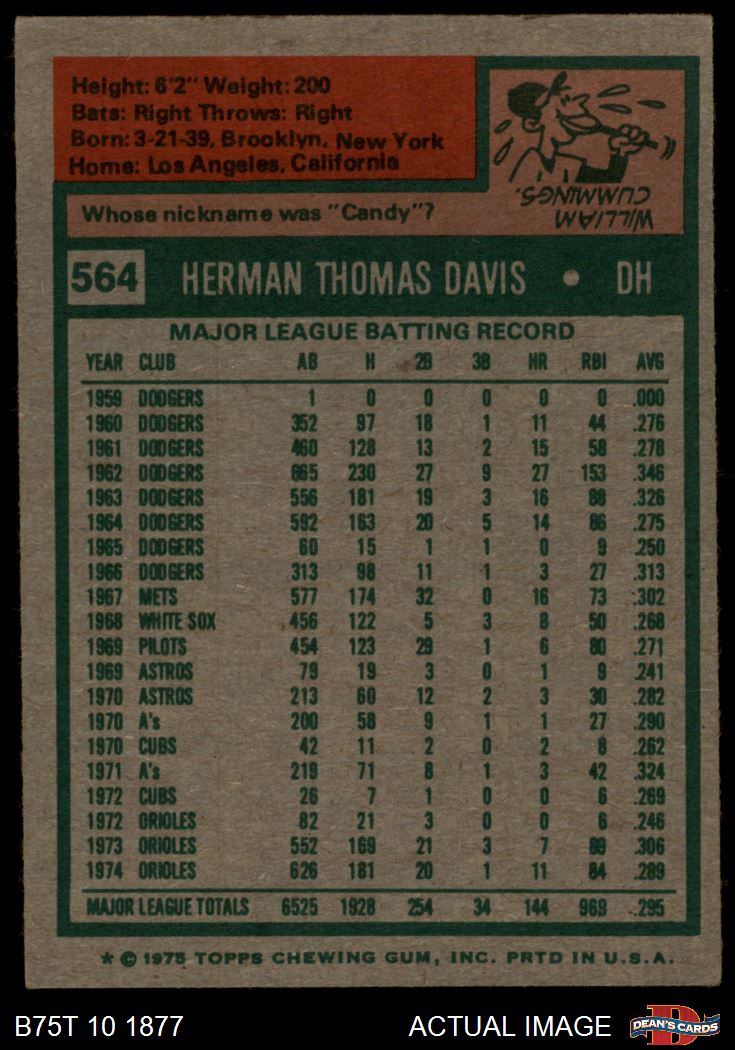 Height: 6'2" Weight: 200
Bats: Right Throws: Right
Born: 3-21-39, Brooklyn, New York
Home: Los Angeles, California
Whose nickname was "Candy"?
WILLIAM
CUMMINGS.
564 HERMAN THOMAS DAVIS • DH
MAJOR LEAGUE BATTING RECORD
YEAR CLUB AB H 2B 3B HR RBI AVG
1959 DODGERS 1 0 0 0 0 0 .000
1960 DODGERS 352 97 18 1 11 44 .276
1961 DODGERS 460 128 13 2 15 58 .278
1962 DODGERS 665 230 27 9 27 153 .346
1963 DODGERS 556 181 19 3 16 88 .326
1964 DODGERS 592 163 20 5 14 86 .275
1965 DODGERS 60 15 1 1 0 9 .250
1966 DODGERS 313 98 11 1 3 27 .313
1967 METS 577 174 32 0 16 73 .302
1968 WHITE SOX 456 122 5 3 8 50 .268
1969 PILOTS 454 123 29 1 6 80 .271
1969 ASTROS 79 19 3 0 1 9 .241
1970 ASTROS 213 60 12 2 3 30 .282
1970 A's 200 58 9 1 1 27 .290
1970 CUBS 42 11 2 0 2 8 .262
1971 A's 219 71 8 1 3 42 .324
1972 CUBS 26 7 1 0 0 6 .269
1972 ORIOLES 82 21 3 0 0 6 .246
1973 ORIOLES 552 169 21 3 7 89 .306
1974 ORIOLES 626 181 20 1 11 84 .289
MAJOR LEAGUE TOTALS 6525 1928 254 34 144 969 .295
* © 1975 TOPPS CHEWING GUM, INC. PRTD IN U.S.A.
B75T 10 1877 ACTUAL IMAGE DEAN'S CARDS